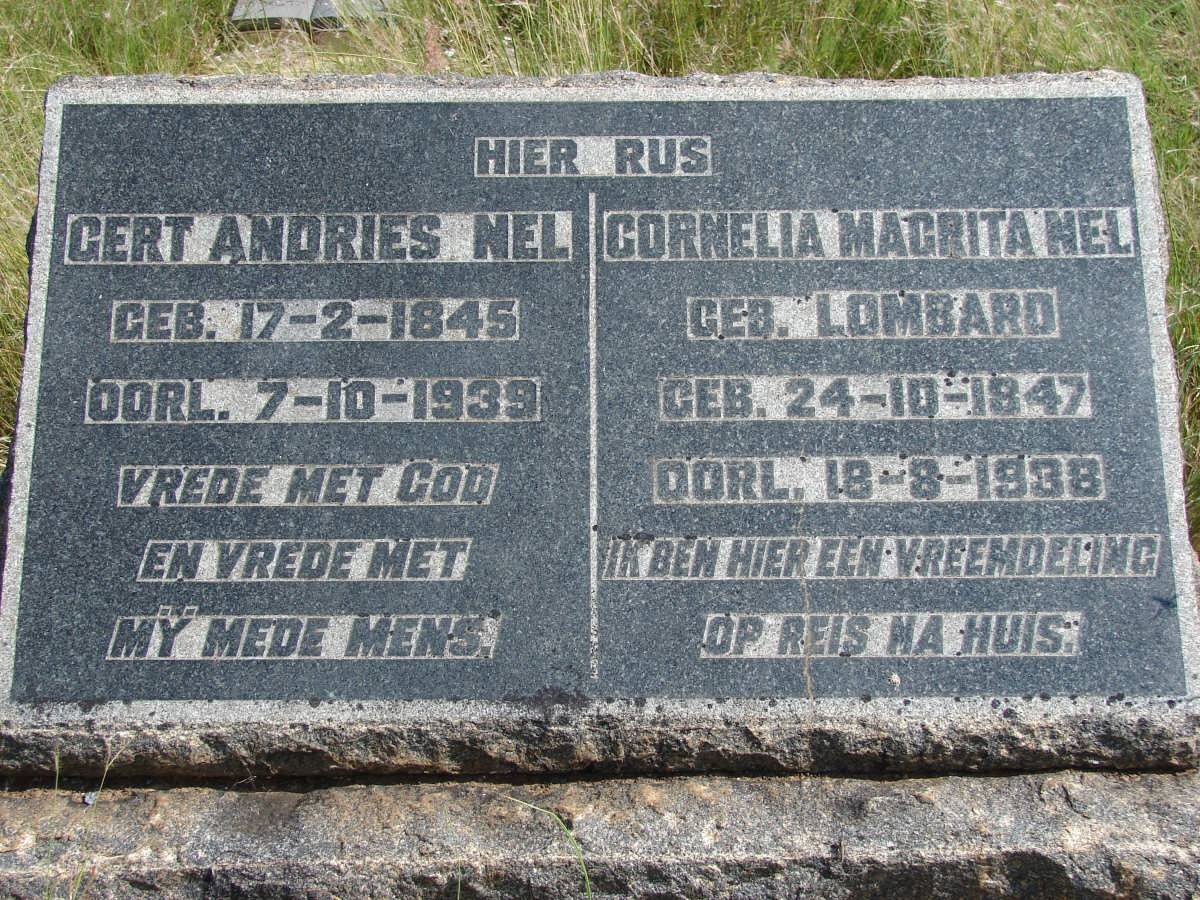 HIER RUS
GERT ANDRIES NEL
GEB. 17-2-1845
OORL. 7-10-1939
VREDE MET GOD
EN VREDE MET
MŸ MEDE MENS.
CORNELIA MAGRITA NEL
GEB. LOMBARD
GEB. 24-10-1847
OORL. 18-8-1938
IK BEN HIER EEN VREEMDELING
OP REIS NA HUIS.